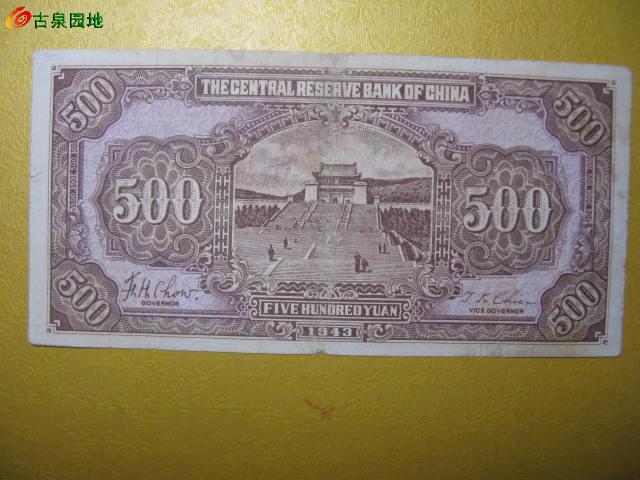 古泉园地
500 500
THE CENTRAL RESERVE BANK OF CHINA
500 500
F. H. Chow.
GOVERNOR
VICE GOVERNOR
500 500
FIVE HUNDRED YUAN
1943